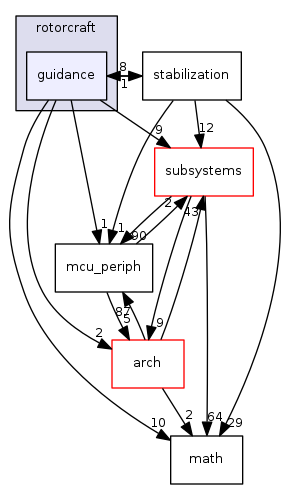 rotorcraft
guidance
8
1
stabilization
9
12
subsystems
1
1
2
90
43
mcu_periph
87
5
2
9
arch
2
64
29
10
math